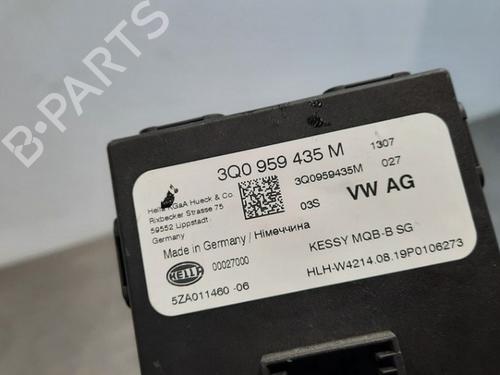 B-PARTS
3Q0 959 435 M
1307
Hella KGaA Hueck & Co.
Rixbecker Strasse 75
59552 Lippstadt
Germany
3Q0959435M
027
03S
VW AG
Made in Germany / Німеччина
HELLA
00027000
KESSY MQB-B SG
5ZA011460 -06
HLH-W4214.08.19P0106273